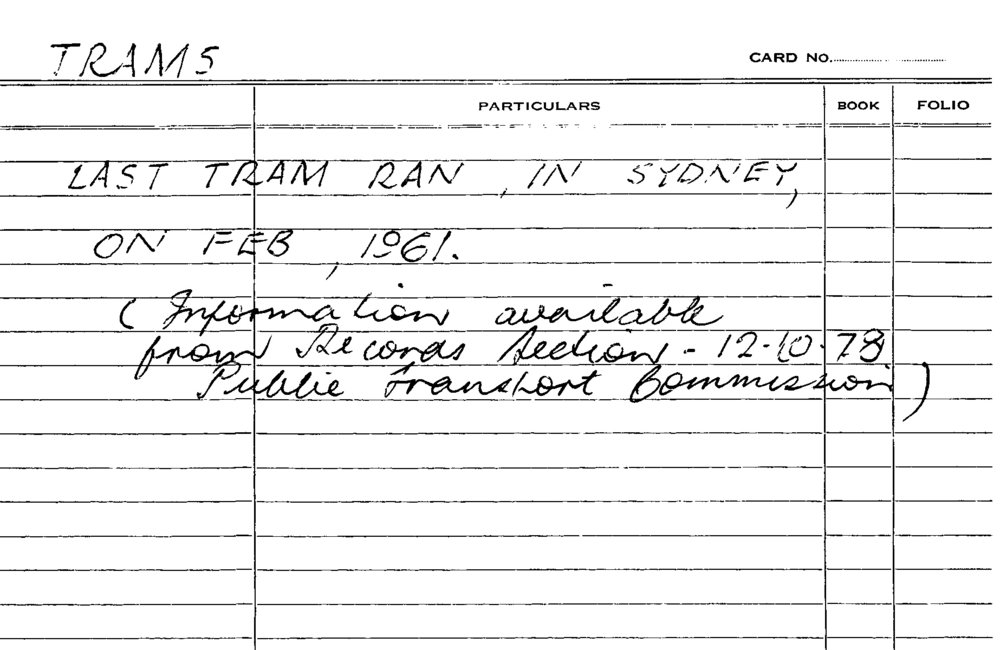 TRAMS
CARD NO.
PARTICULARS BOOK FOLIO
LAST TRAM RAN , IN SYDNEY,
ON FEB , 1961.
( Information available
from Records Section - 12.10.78
Public Transport Commission )